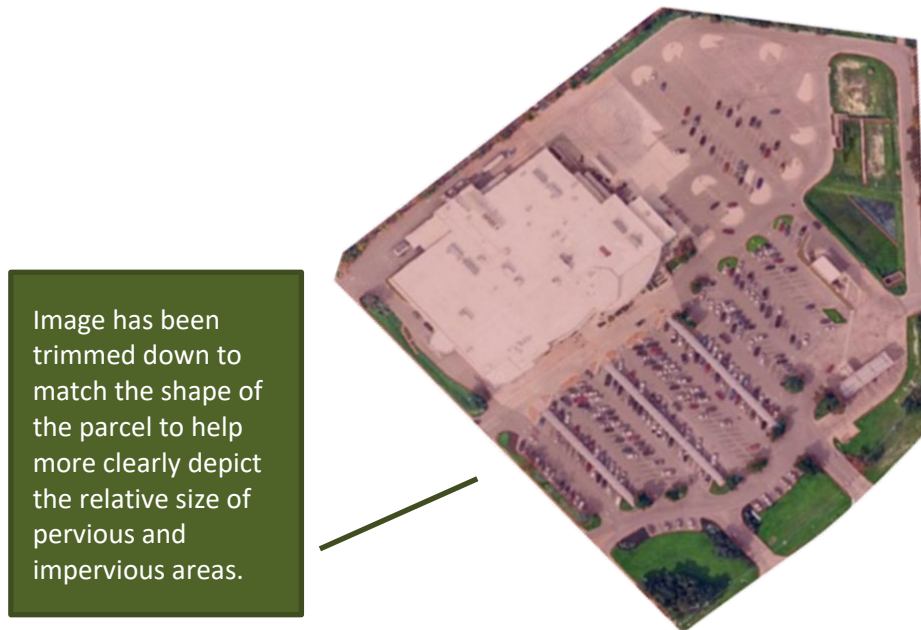 Image has been
trimmed down to
match the shape of
the parcel to help
more clearly depict
the relative size of
pervious and
impervious areas.